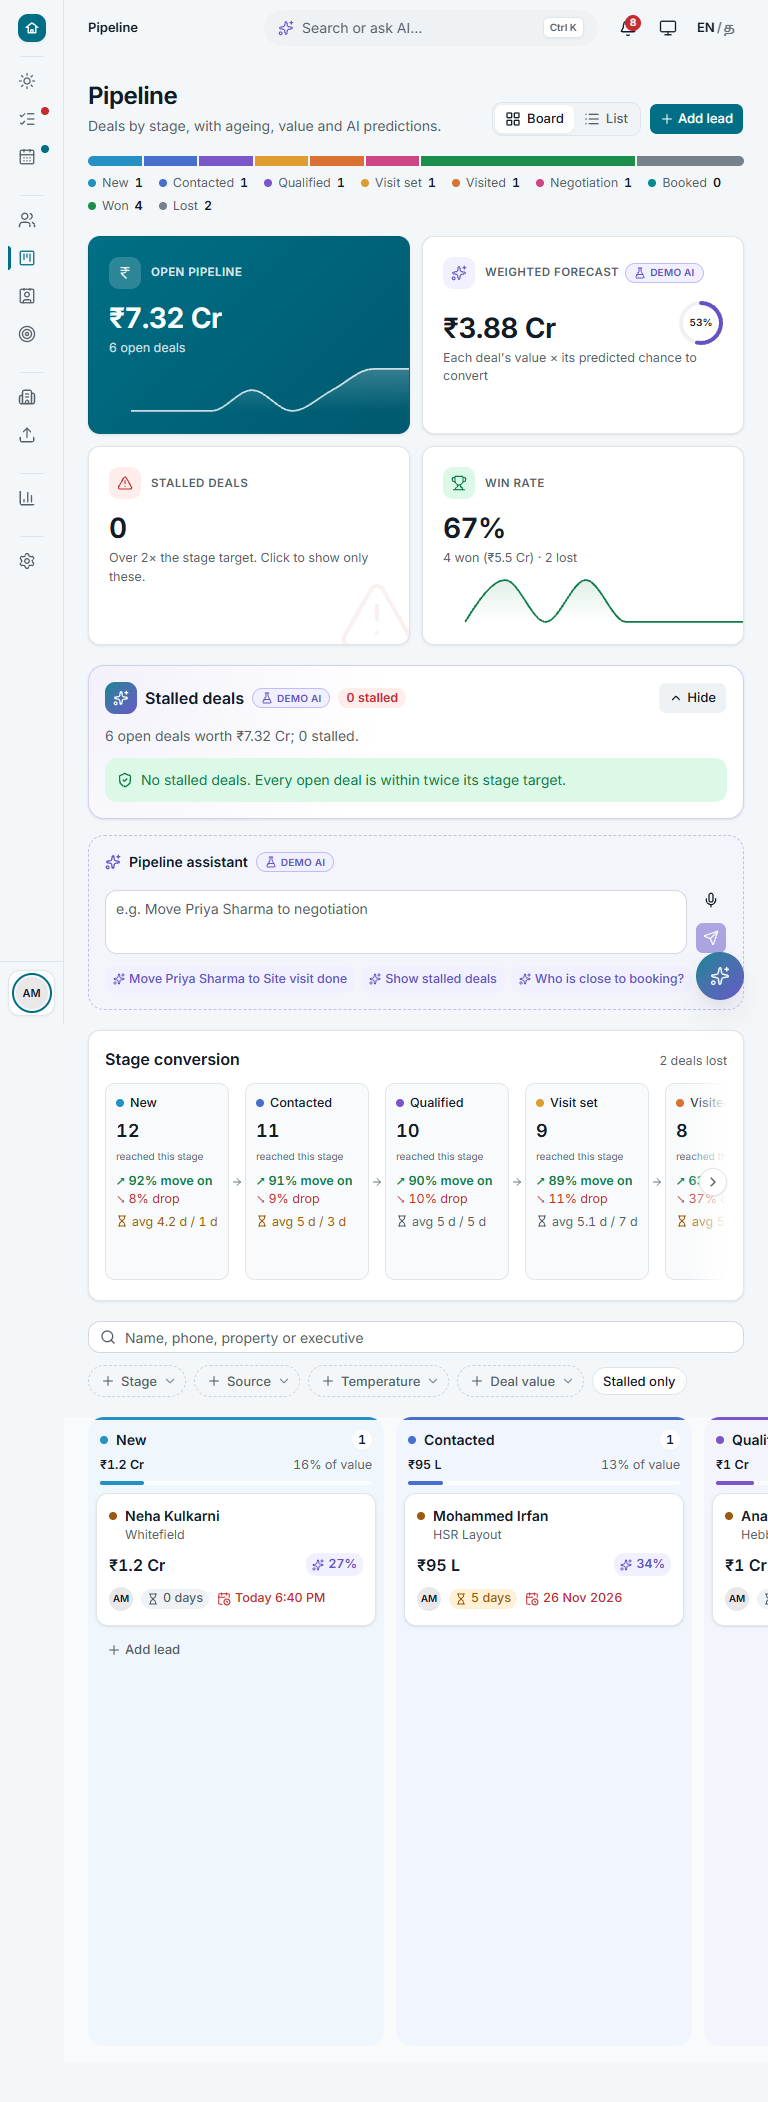 Pipeline
Search or ask AI...
Ctrl K
8
EN / த
Pipeline
Deals by stage, with ageing, value and AI predictions.
Board
List
Add lead
New 1
Contacted 1
Qualified 1
Visit set 1
Visited 1
Negotiation 1
Booked 0
Won 4
Lost 2
₹
OPEN PIPELINE
₹7.32 Cr
6 open deals
WEIGHTED FORECAST
DEMO AI
₹3.88 Cr
53%
Each deal's value × its predicted chance to
convert
STALLED DEALS
0
Over 2× the stage target. Click to show only
these.
WIN RATE
67%
4 won (₹5.5 Cr) · 2 lost
Stalled deals
DEMO AI
0 stalled
Hide
6 open deals worth ₹7.32 Cr; 0 stalled.
No stalled deals. Every open deal is within twice its stage target.
Pipeline assistant
DEMO AI
e.g. Move Priya Sharma to negotiation
Move Priya Sharma to Site visit done
Show stalled deals
Who is close to booking?
AM
Stage conversion
2 deals lost
New
12
reached this stage
↗ 92% move on
↘ 8% drop
avg 4.2 d / 1 d
Contacted
11
reached this stage
↗ 91% move on
↘ 9% drop
avg 5 d / 3 d
Qualified
10
reached this stage
↗ 90% move on
↘ 10% drop
avg 5 d / 5 d
Visit set
9
reached this stage
↗ 89% move on
↘ 11% drop
avg 5.1 d / 7 d
Visited
8
reached this
↘ 37%
avg 5
Name, phone, property or executive
Stage
Source
Temperature
Deal value
Stalled only
New
1
₹1.2 Cr
16% of value
Neha Kulkarni
Whitefield
₹1.2 Cr
27%
AM
0 days
Today 6:40 PM
Add lead
Contacted
1
₹95 L
13% of value
Mohammed Irfan
HSR Layout
₹95 L
34%
AM
5 days
26 Nov 2026
Quali
₹1 Cr
Ana
Hebb
₹1 Cr
AM